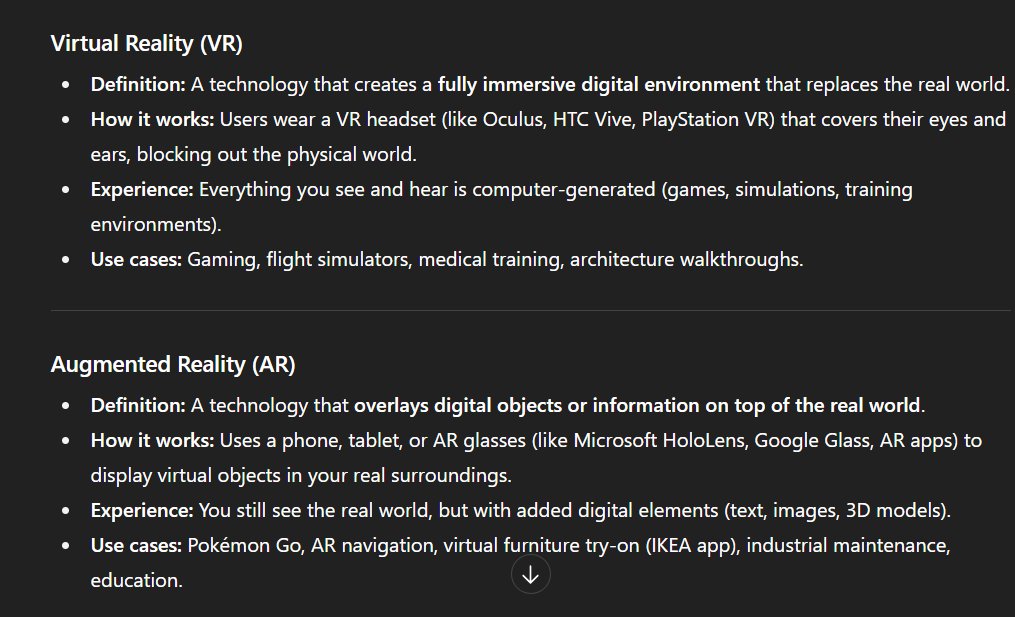 Virtual Reality (VR)
• Definition: A technology that creates a fully immersive digital environment that replaces the real world.
• How it works: Users wear a VR headset (like Oculus, HTC Vive, PlayStation VR) that covers their eyes and
ears, blocking out the physical world.
• Experience: Everything you see and hear is computer-generated (games, simulations, training
environments).
• Use cases: Gaming, flight simulators, medical training, architecture walkthroughs.
Augmented Reality (AR)
• Definition: A technology that overlays digital objects or information on top of the real world.
• How it works: Uses a phone, tablet, or AR glasses (like Microsoft HoloLens, Google Glass, AR apps) to
display virtual objects in your real surroundings.
• Experience: You still see the real world, but with added digital elements (text, images, 3D models).
• Use cases: Pokémon Go, AR navigation, virtual furniture try-on (IKEA app), industrial maintenance,
education.